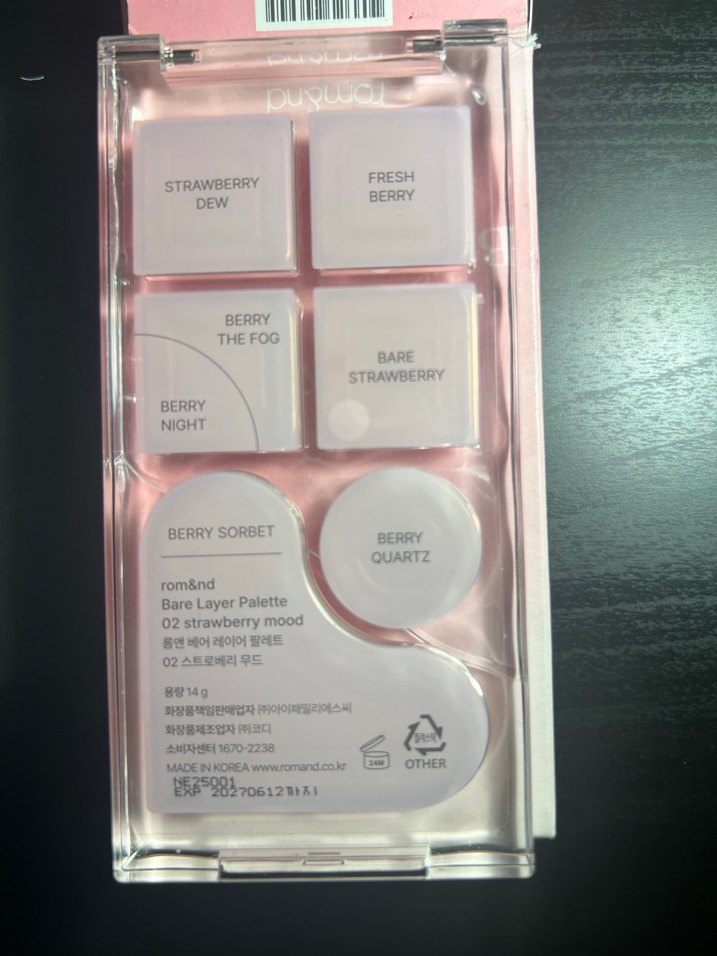 rom&nd
STRAWBERRY
DEW
FRESH
BERRY
BERRY
THE FOG
BERRY
NIGHT
BARE
STRAWBERRY
BERRY SORBET
BERRY
QUARTZ
rom&nd
Bare Layer Palette
02 strawberry mood
롬앤 베어 레이어 팔레트
02 스트로베리 무드
용량 14 g
화장품책임판매업자 ㈜아이패밀리에스씨
화장품제조업자 ㈜코디
소비자센터 1670-2238
MADE IN KOREA www.romand.co.kr
NE25001
EXP 20270612까지
24M
플라스틱
OTHER